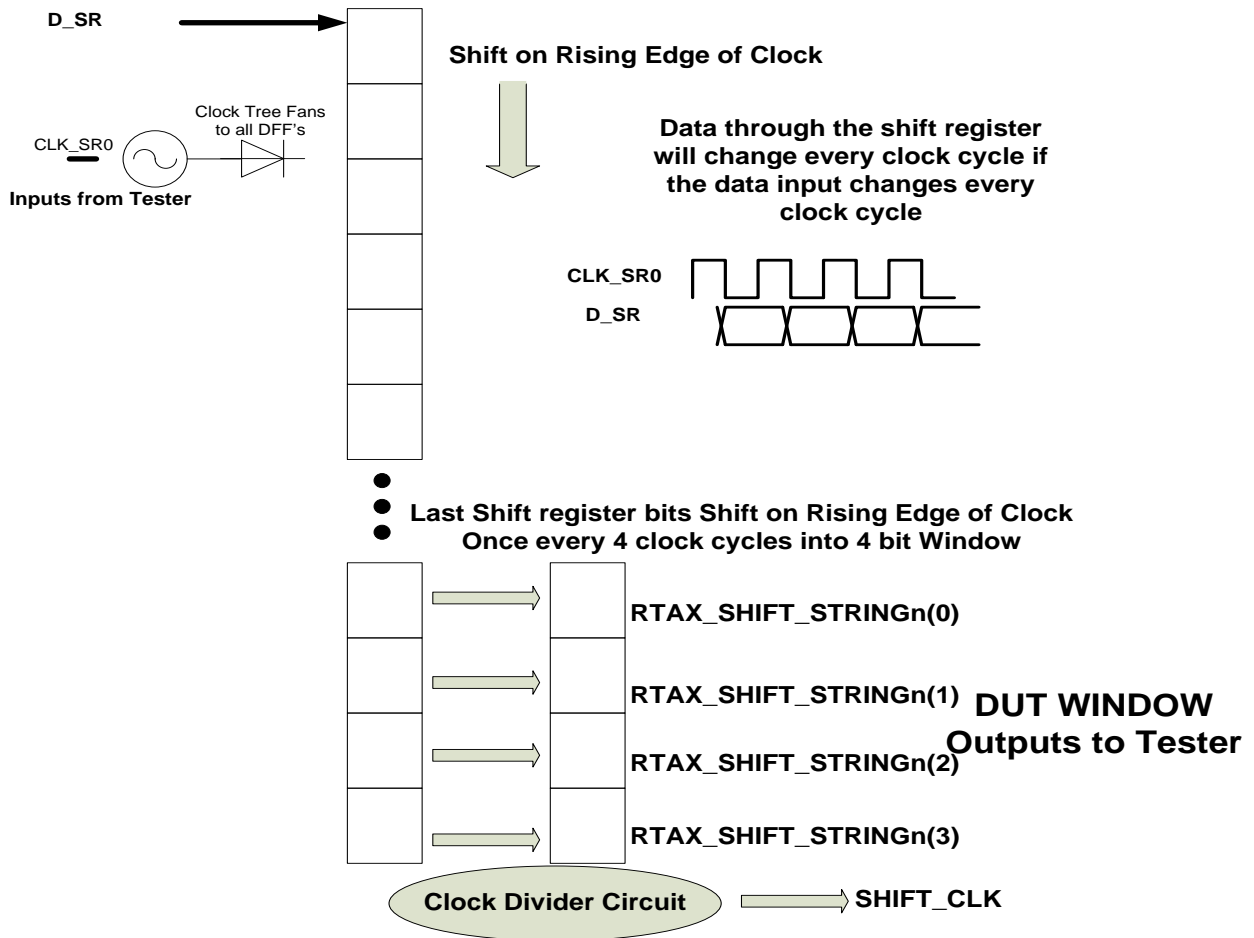 D_SR
Shift on Rising Edge of Clock
Clock Tree Fans
to all DFF's
CLK_SR0
Inputs from Tester
Data through the shift register
will change every clock cycle if
the data input changes every
clock cycle
CLK_SR0
D_SR
Last Shift register bits Shift on Rising Edge of Clock
Once every 4 clock cycles into 4 bit Window
RTAX_SHIFT_STRINGn(0)
RTAX_SHIFT_STRINGn(1)
RTAX_SHIFT_STRINGn(2)
RTAX_SHIFT_STRINGn(3)
DUT WINDOW
Outputs to Tester
Clock Divider Circuit
SHIFT_CLK